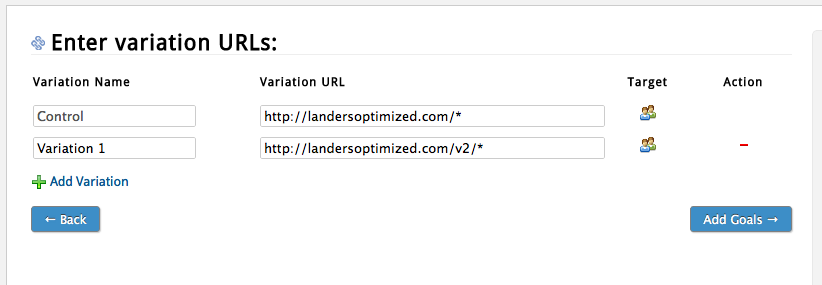 Enter variation URLs:
Variation Name Variation URL Target Action
Control http://landersoptimized.com/*
Variation 1 http://landersoptimized.com/v2/*
Add Variation
← Back Add Goals →